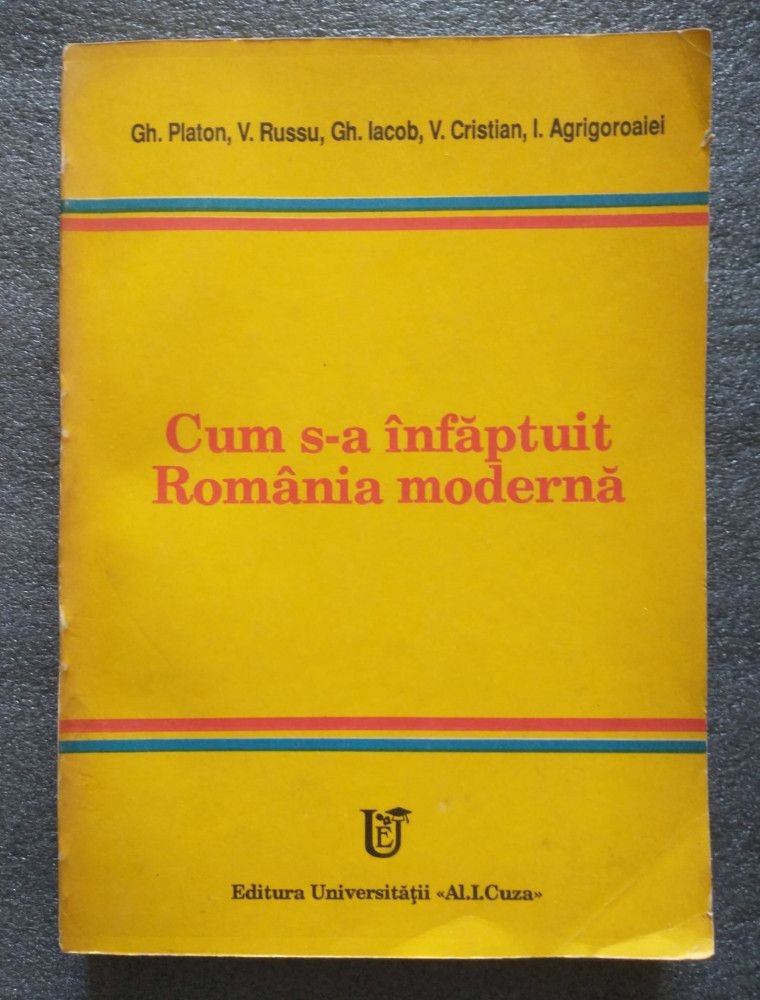 Gh. Platon, V. Russu, Gh. Iacob, V. Cristian, I. Agrigoroaiei
Cum s-a înfăptuit
România modernă
UE
Editura Universităţii «Al.I.Cuza»